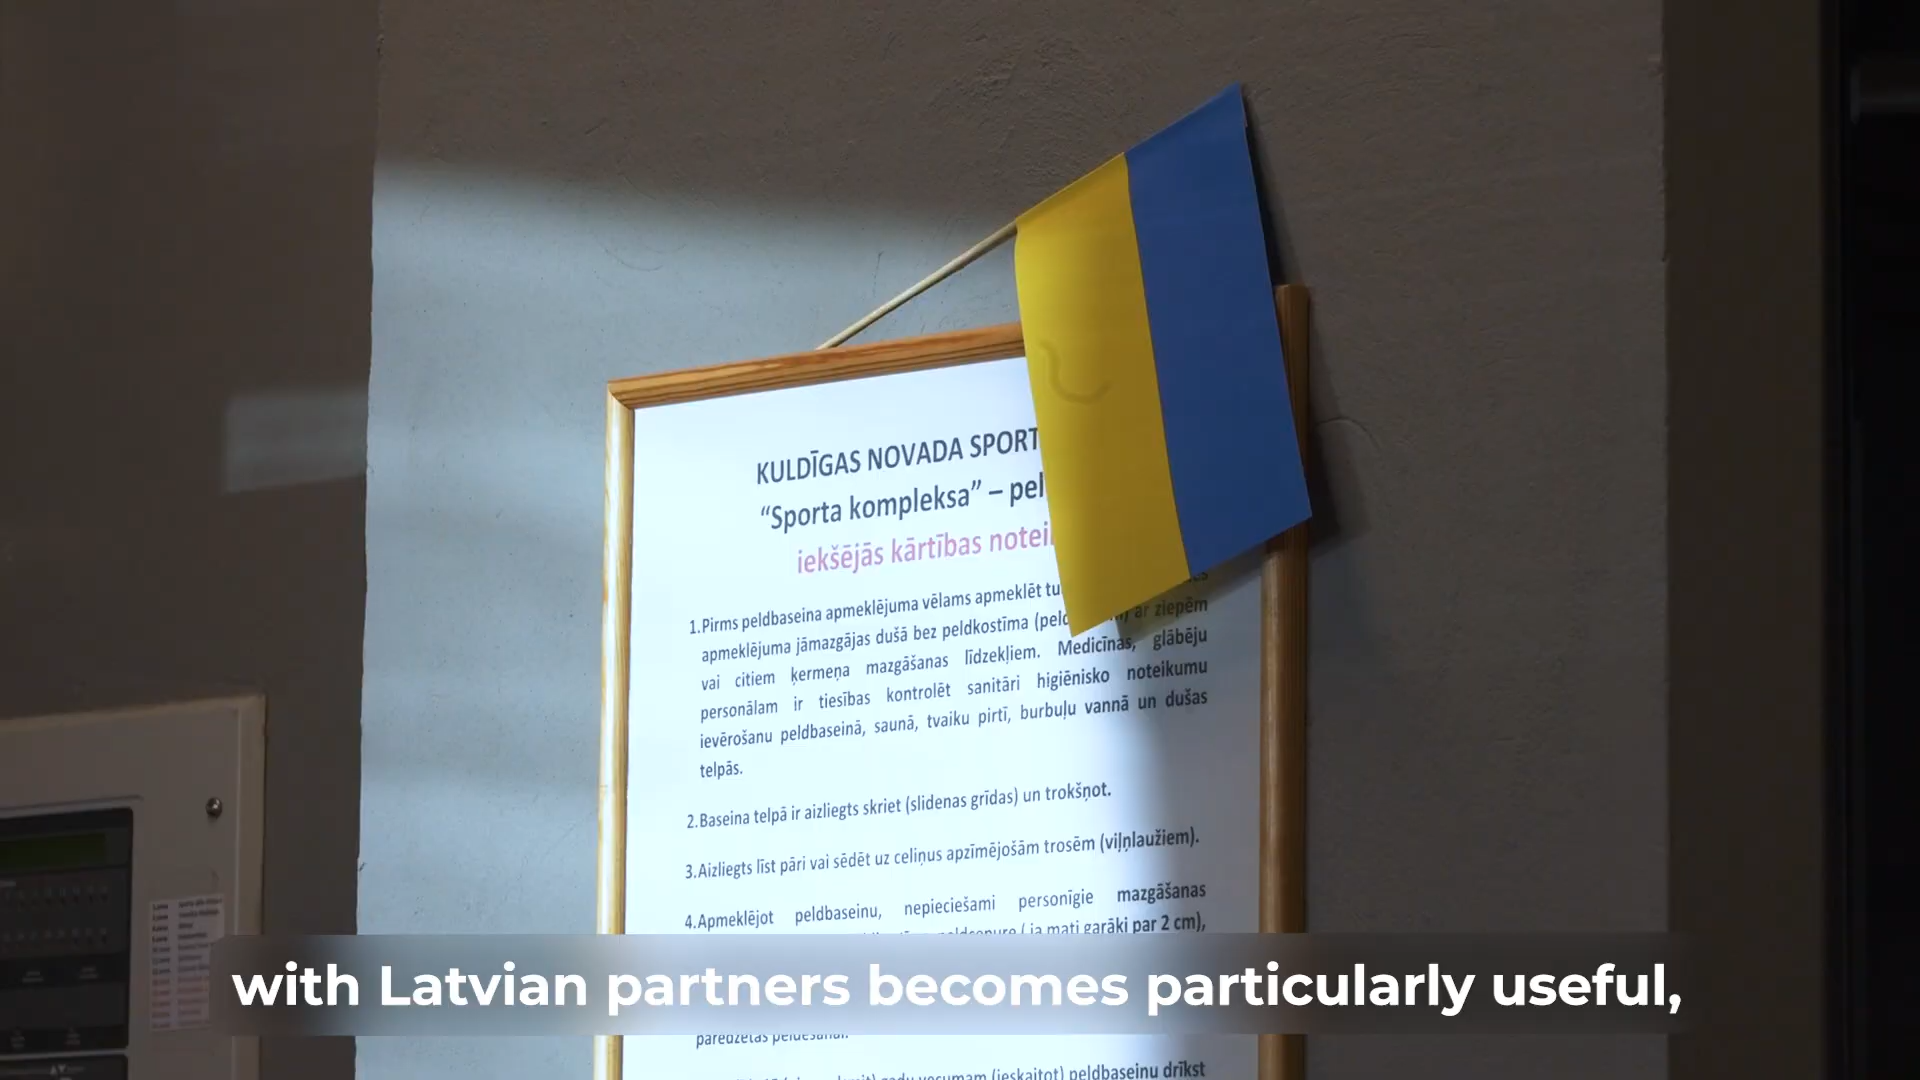 KULDĪGAS NOVADA SPORT
“Sporta kompleksa” – pel
iekšējās kārtības notei
1.Pirms peldbaseina apmeklējuma vēlams apmeklēt tu
apmeklējuma jāmazgājas dušā bez peldkostīma ar ziepēm
vai citiem ķermeņa mazgāšanas līdzekļiem. Medicīnas, glābēju
personālam ir tiesības kontrolēt sanitāri higiēnisko noteikumu
ievērošanu peldbaseinā, saunā, tvaiku pirtī, burbuļu vannā un dušas
telpās.
2.Baseina telpā ir aizliegts skriet (slidenas grīdas) un trokšņot.
3.Aizliegts līst pāri vai sēdēt uz celiņus apzīmējošām trosēm (viļņlaužiem).
4.Apmeklējot peldbaseinu, nepieciešami personīgie mazgāšanas
( ja mati garāki par 2 cm),
with Latvian partners becomes particularly useful,
paredzētas peldēšanai.
(ieskaitot) peldbaseinu drīkst